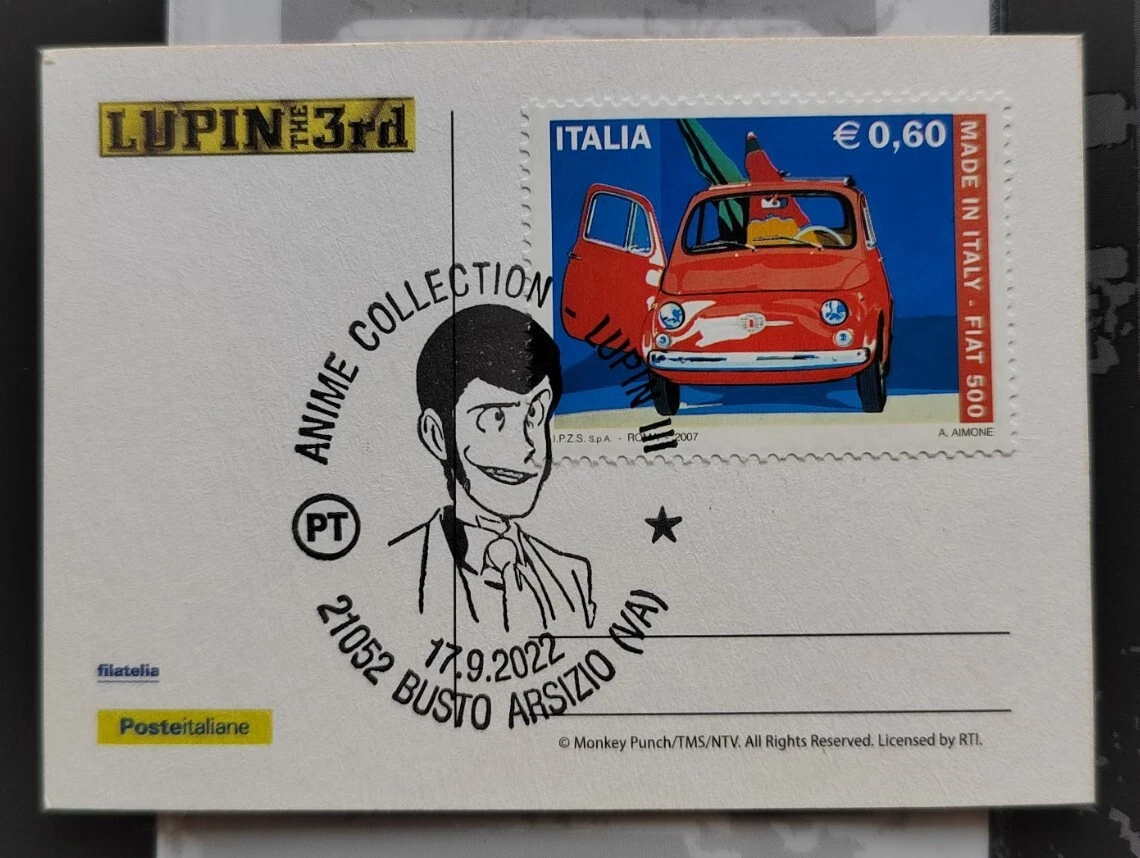 LUPIN THE 3rd
ITALIA
€ 0,60
MADE IN ITALY - FIAT 500
I.P.Z.S. S.p.A. - ROMA - 2007
A. AIMONE
ANIME COLLECTION - LUPIN III
PT
17.9.2022
21052 BUSTO ARSIZIO (VA)
filatelia
Posteitaliane
© Monkey Punch/TMS/NTV. All Rights Reserved. Licensed by RTI.